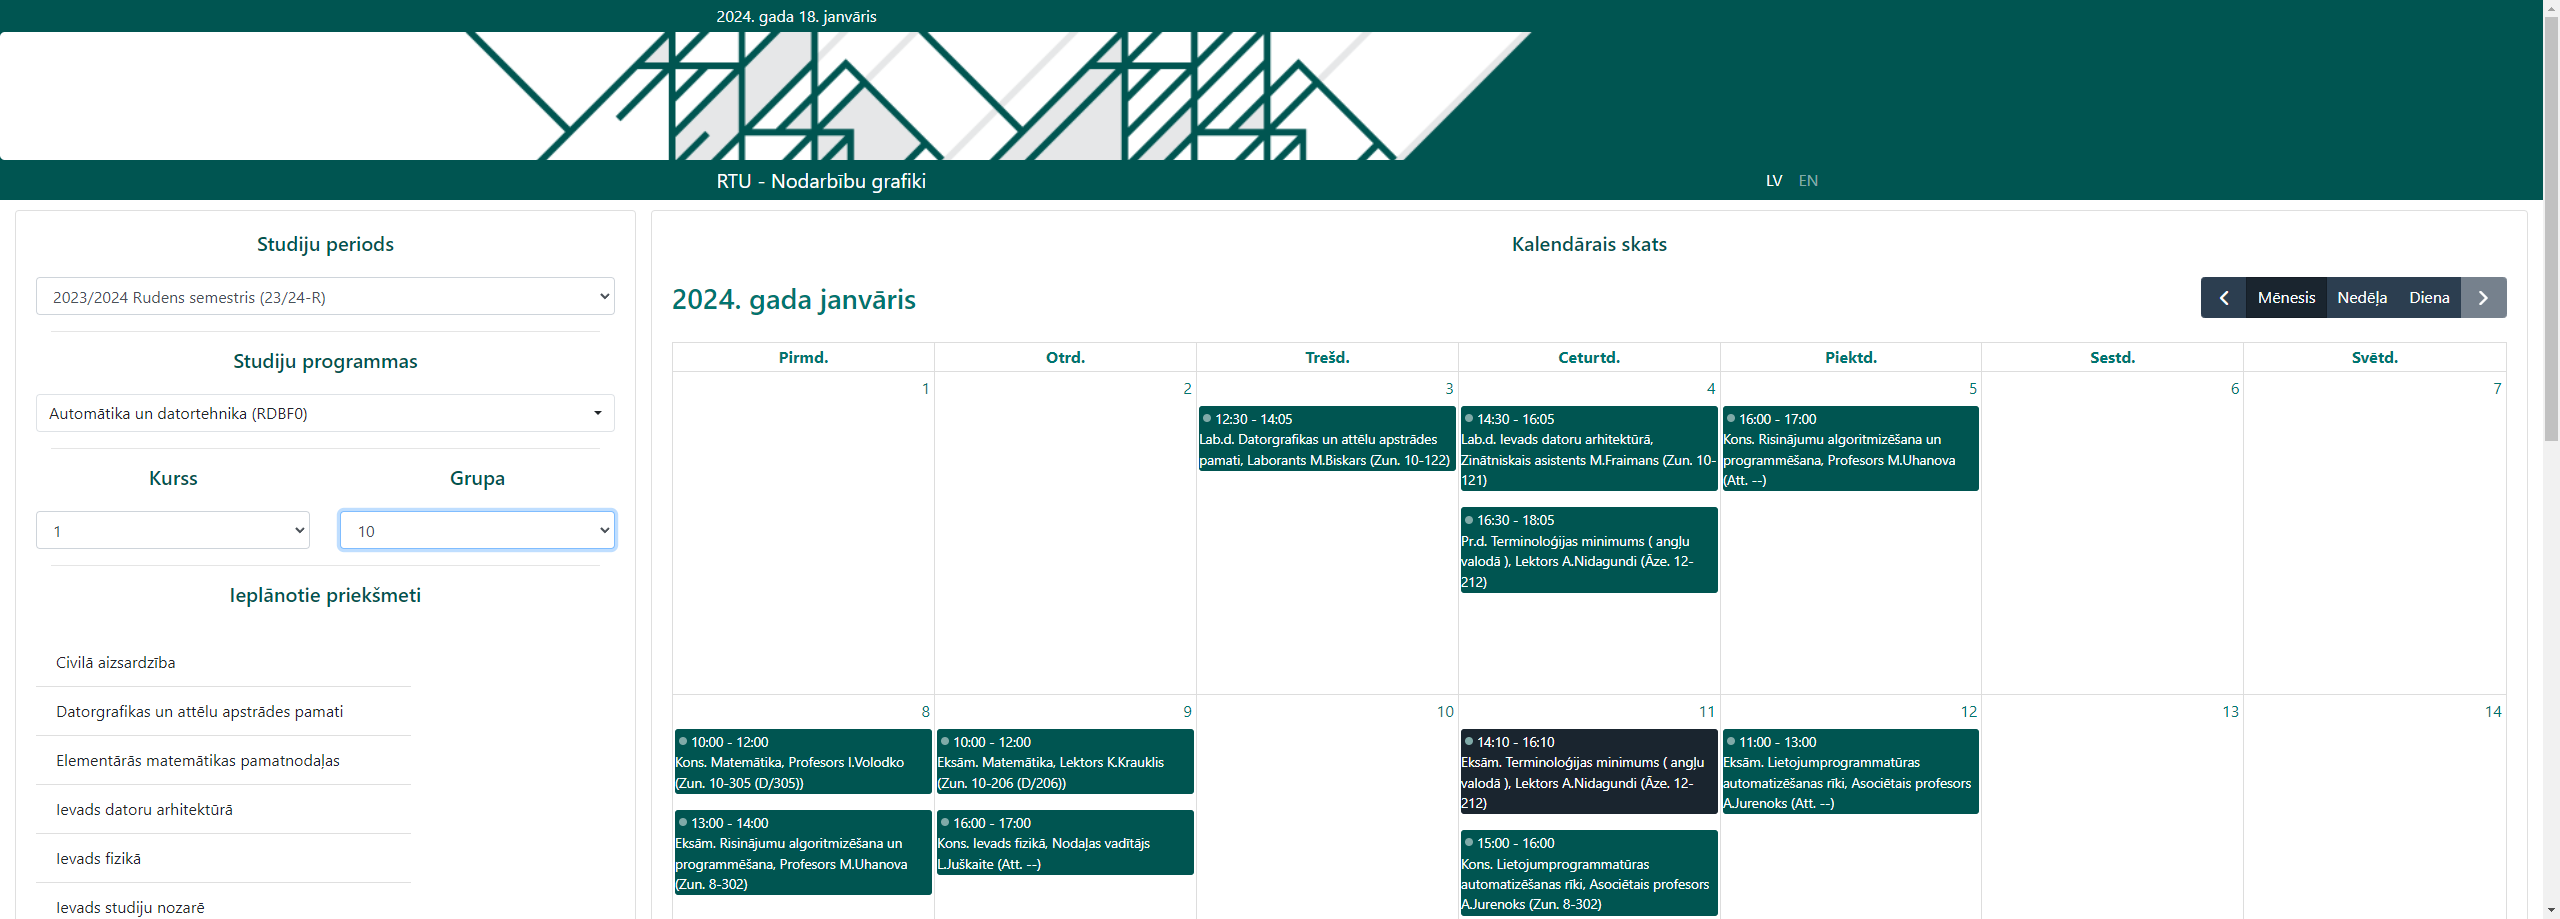 2024. gada 18. janvāris
RTU - Nodarbību grafiki
LV EN
Studiju periods
2023/2024 Rudens semestris (23/24-R)
Studiju programmas
Automātika un datortehnika (RDBF0)
Kurss
Grupa
1
10
Ieplānotie priekšmeti
Civilā aizsardzība
Datorgrafikas un attēlu apstrādes pamati
Elementārās matemātikas pamatnodaļas
Ievads datoru arhitektūrā
Ievads fizikā
Ievads studiju nozarē
Kalendārais skats
2024. gada janvāris
Mēnesis Nedēļa Diena
Pirmd. Otrd. Trešd. Ceturtd. Piektd. Sestd. Svētd.
1
2
3
12:30 - 14:05
Lab.d. Datorgrafikas un attēlu apstrādes
pamati, Laborants M.Biskars (Zun. 10-122)
4
14:30 - 16:05
Lab.d. Ievads datoru arhitektūrā,
Zinātniskais asistents M.Fraimans (Zun. 10-
121)
16:30 - 18:05
Pr.d. Terminoloģijas minimums ( angļu
valodā ), Lektors A.Nidagundi (Āze. 12-
212)
5
16:00 - 17:00
Kons. Risinājumu algoritmizēšana un
programmēšana, Profesors M.Uhanova
(Att. --)
6
7
8
10:00 - 12:00
Kons. Matemātika, Profesors I.Volodko
(Zun. 10-305 (D/305))
13:00 - 14:00
Eksām. Risinājumu algoritmizēšana un
programmēšana, Profesors M.Uhanova
(Zun. 8-302)
9
10:00 - 12:00
Eksām. Matemātika, Lektors K.Krauklis
(Zun. 10-206 (D/206))
16:00 - 17:00
Kons. Ievads fizikā, Nodaļas vadītājs
L.Juškaite (Att. --)
10
11
14:10 - 16:10
Eksām. Terminoloģijas minimums ( angļu
valodā ), Lektors A.Nidagundi (Āze. 12-
212)
15:00 - 16:00
Kons. Lietojumprogrammatūras
automatizēšanas rīki, Asociētais profesors
A.Jurenoks (Zun. 8-302)
12
11:00 - 13:00
Eksām. Lietojumprogrammatūras
automatizēšanas rīki, Asociētais profesors
A.Jurenoks (Att. --)
13
14